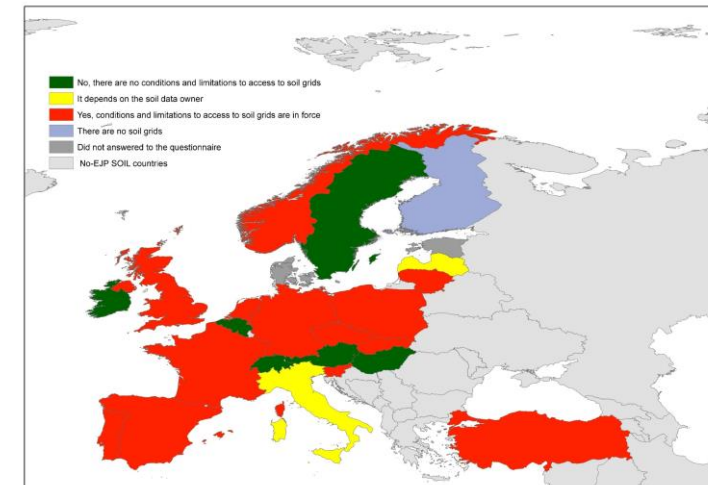 No, there are no conditions and limitations to access to soil grids
It depends on the soil data owner
Yes, conditions and limitations to access to soil grids are in force
There are no soil grids
Did not answered to the questionnaire
No-EJP SOIL countries